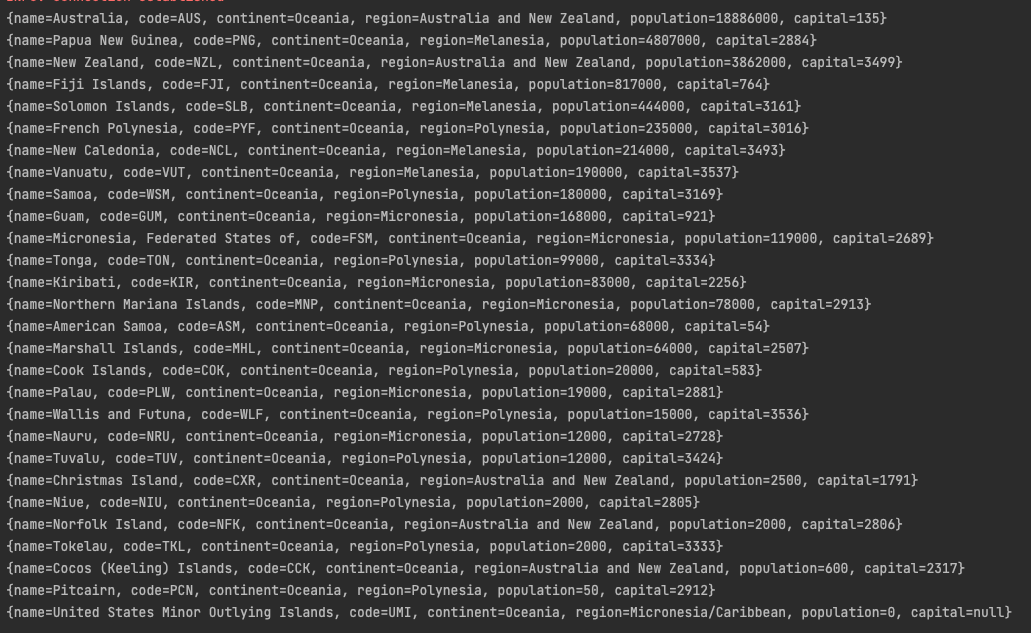 {name=Australia, code=AUS, continent=Oceania, region=Australia and New Zealand, population=18886000, capital=135}
{name=Papua New Guinea, code=PNG, continent=Oceania, region=Melanesia, population=4807000, capital=2884}
{name=New Zealand, code=NZL, continent=Oceania, region=Australia and New Zealand, population=3862000, capital=3499}
{name=Fiji Islands, code=FJI, continent=Oceania, region=Melanesia, population=817000, capital=764}
{name=Solomon Islands, code=SLB, continent=Oceania, region=Melanesia, population=444000, capital=3161}
{name=French Polynesia, code=PYF, continent=Oceania, region=Polynesia, population=235000, capital=3016}
{name=New Caledonia, code=NCL, continent=Oceania, region=Melanesia, population=214000, capital=3493}
{name=Vanuatu, code=VUT, continent=Oceania, region=Melanesia, population=190000, capital=3537}
{name=Samoa, code=WSM, continent=Oceania, region=Polynesia, population=180000, capital=3169}
{name=Guam, code=GUM, continent=Oceania, region=Micronesia, population=168000, capital=921}
{name=Micronesia, Federated States of, code=FSM, continent=Oceania, region=Micronesia, population=119000, capital=2689}
{name=Tonga, code=TON, continent=Oceania, region=Polynesia, population=99000, capital=3334}
{name=Kiribati, code=KIR, continent=Oceania, region=Micronesia, population=83000, capital=2256}
{name=Northern Mariana Islands, code=MNP, continent=Oceania, region=Micronesia, population=78000, capital=2913}
{name=American Samoa, code=ASM, continent=Oceania, region=Polynesia, population=68000, capital=54}
{name=Marshall Islands, code=MHL, continent=Oceania, region=Micronesia, population=64000, capital=2507}
{name=Cook Islands, code=COK, continent=Oceania, region=Polynesia, population=20000, capital=583}
{name=Palau, code=PLW, continent=Oceania, region=Micronesia, population=19000, capital=2881}
{name=Wallis and Futuna, code=WLF, continent=Oceania, region=Polynesia, population=15000, capital=3536}
{name=Nauru, code=NRU, continent=Oceania, region=Micronesia, population=12000, capital=2728}
{name=Tuvalu, code=TUV, continent=Oceania, region=Polynesia, population=12000, capital=3424}
{name=Christmas Island, code=CXR, continent=Oceania, region=Australia and New Zealand, population=2500, capital=1791}
{name=Niue, code=NIU, continent=Oceania, region=Polynesia, population=2000, capital=2805}
{name=Norfolk Island, code=NFK, continent=Oceania, region=Australia and New Zealand, population=2000, capital=2806}
{name=Tokelau, code=TKL, continent=Oceania, region=Polynesia, population=2000, capital=3333}
{name=Cocos (Keeling) Islands, code=CCK, continent=Oceania, region=Australia and New Zealand, population=600, capital=2317}
{name=Pitcairn, code=PCN, continent=Oceania, region=Polynesia, population=50, capital=2912}
{name=United States Minor Outlying Islands, code=UMI, continent=Oceania, region=Micronesia/Caribbean, population=0, capital=null}